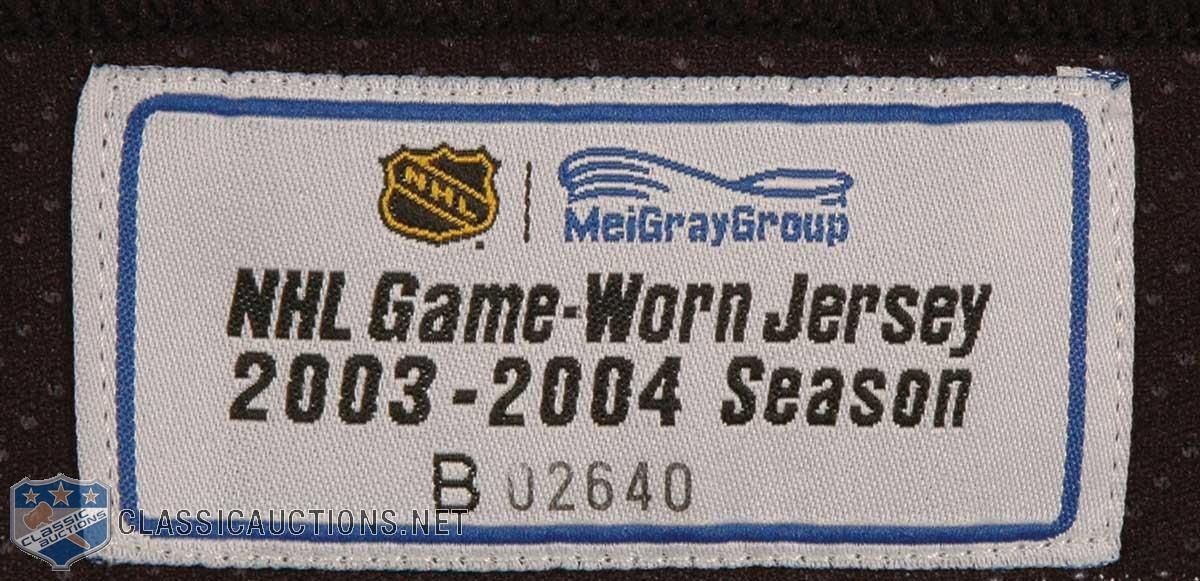 NHL
MeiGrayGroup
NHL Game-Worn Jersey
2003-2004 Season
B 02640
CLASSIC
AUCTIONS
CLASSICAUCTIONS.NET